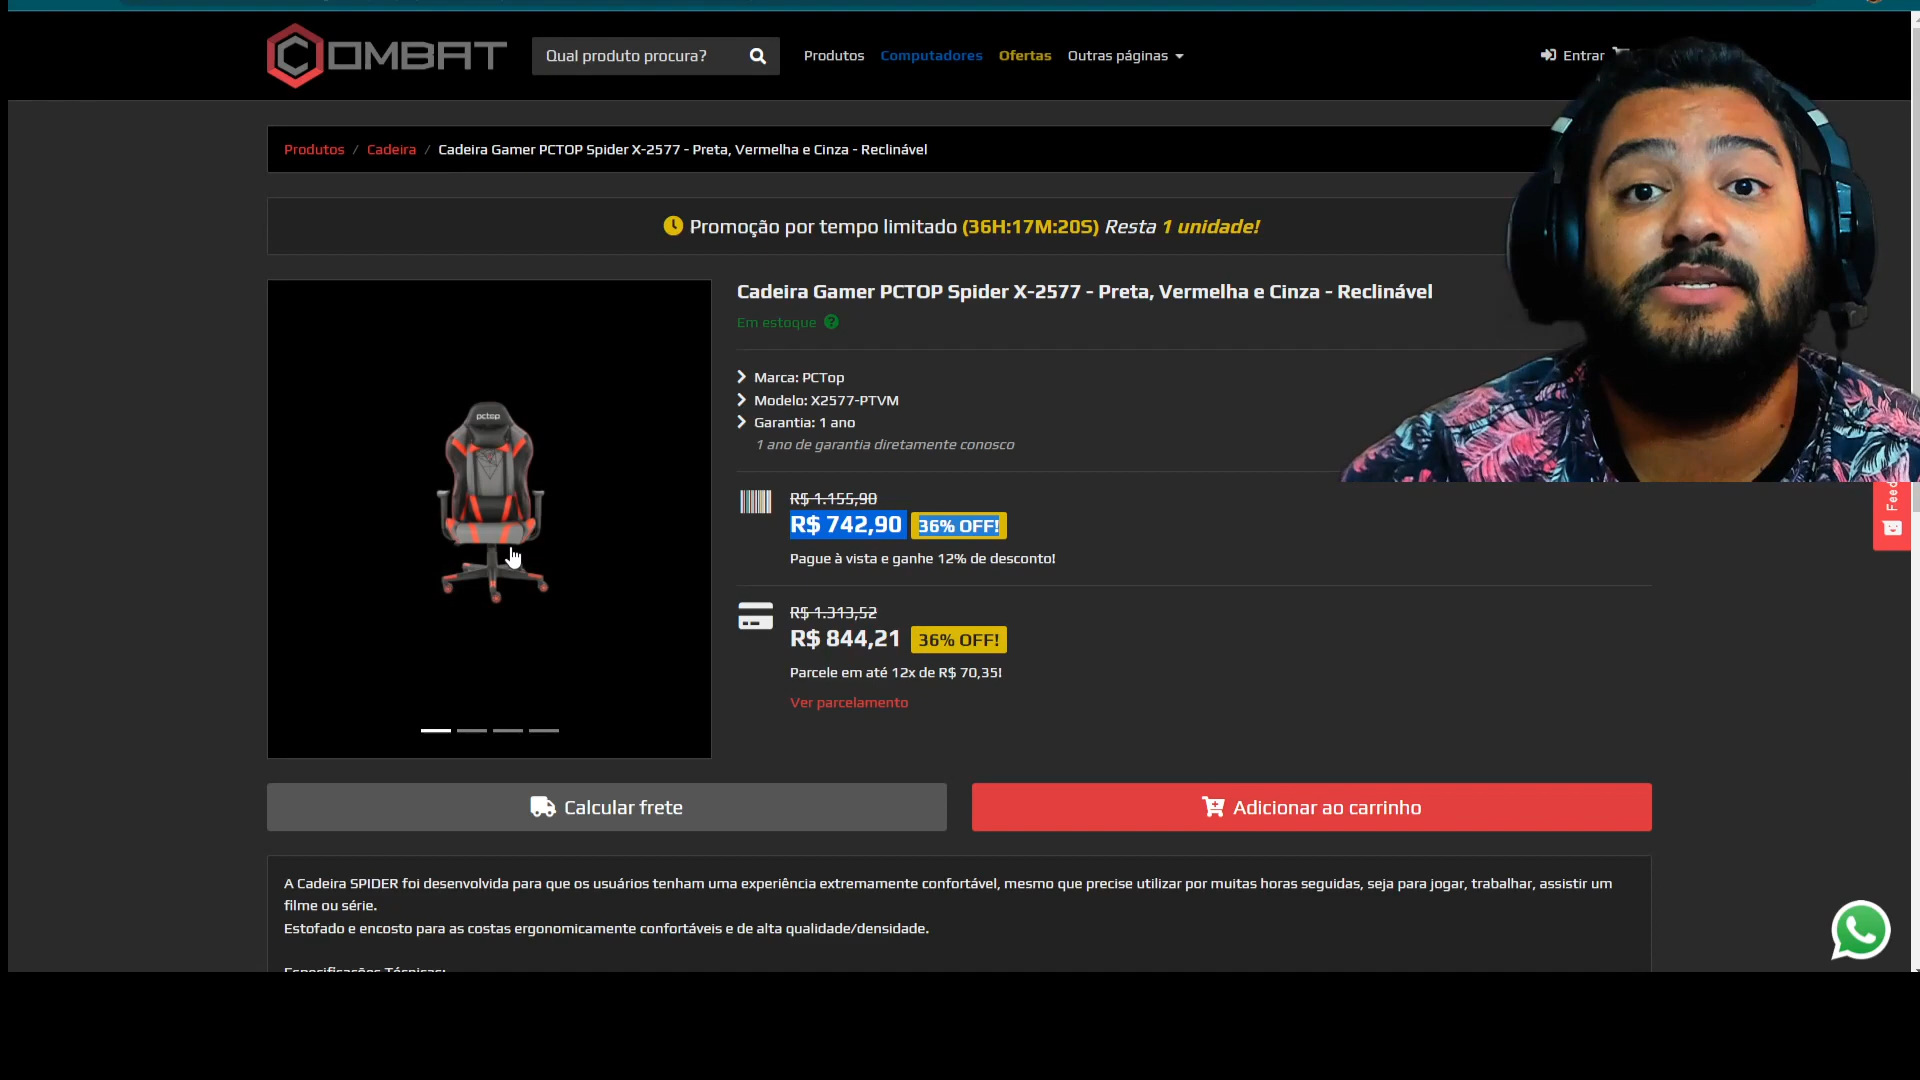 COMBAT
Qual produto procura?
Produtos
Computadores
Ofertas
Outras páginas
Entrar
Produtos / Cadeira / Cadeira Gamer PCTOP Spider X-2577 - Preta, Vermelha e Cinza - Reclinável
Promoção por tempo limitado (36H:17M:20S) Resta 1 unidade!
pctop
Cadeira Gamer PCTOP Spider X-2577 - Preta, Vermelha e Cinza - Reclinável
Em estoque
Marca: PCTop
Modelo: X2577-PTVM
Garantia: 1 ano
1 ano de garantia diretamente conosco
R$ 1.155,90
R$ 742,90 36% OFF!
Pague à vista e ganhe 12% de desconto!
R$ 1.313,52
R$ 844,21 36% OFF!
Parcele em até 12x de R$ 70,35!
Ver parcelamento
Feed
Calcular frete
Adicionar ao carrinho
A Cadeira SPIDER foi desenvolvida para que os usuários tenham uma experiência extremamente confortável, mesmo que precise utilizar por muitas horas seguidas, seja para jogar, trabalhar, assistir um
filme ou série.
Estofado e encosto para as costas ergonomicamente confortáveis e de alta qualidade/densidade.
Especificações Técnicas: